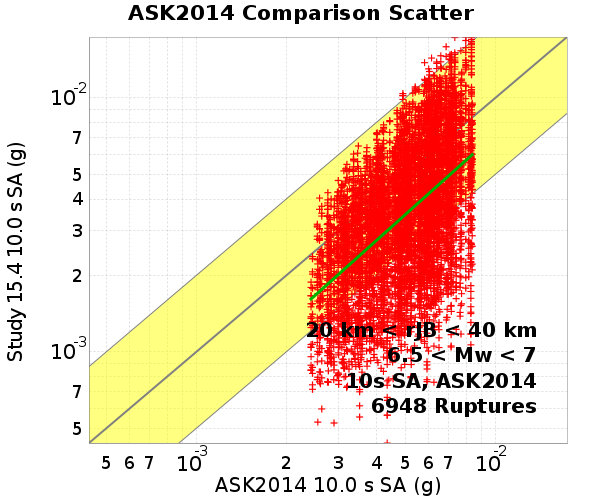 ASK2014 Comparison Scatter
Study 15.4 10.0 s SA (g)
10-2
7
5
4
3
2
10-3
7
5
20 km < rJB < 40 km
6.5 < Mw < 7
10s SA, ASK2014
6948 Ruptures
5 6 7 10-3 2 3 4 5 6 7 10-2
ASK2014 10.0 s SA (g)